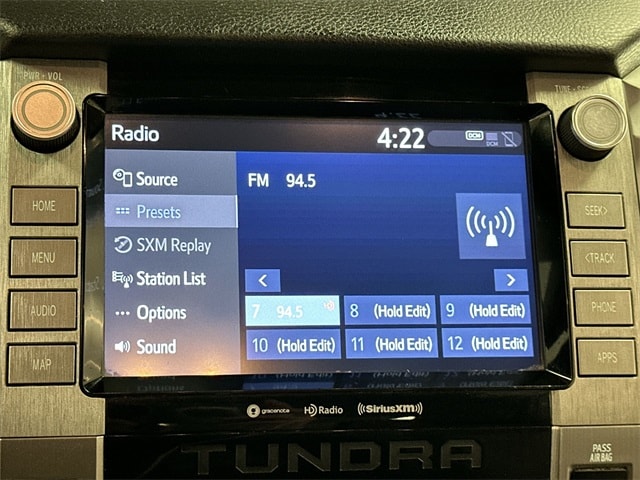 PWR • VOL
TUNE • SC
Radio
4:22
DCM
DCM
Source
FM 94.5
Presets
SXM Replay
Station List
Options
Sound
<
>
7 94.5
8 (Hold Edit)
9 (Hold Edit)
10 (Hold Edit)
11 (Hold Edit)
12 (Hold Edit)
HOME
MENU
AUDIO
MAP
SEEK>
<TRACK
PHONE
APPS
gracenote
HD Radio
((SiriusXM))
TUNDRA
PASS
AIR BAG